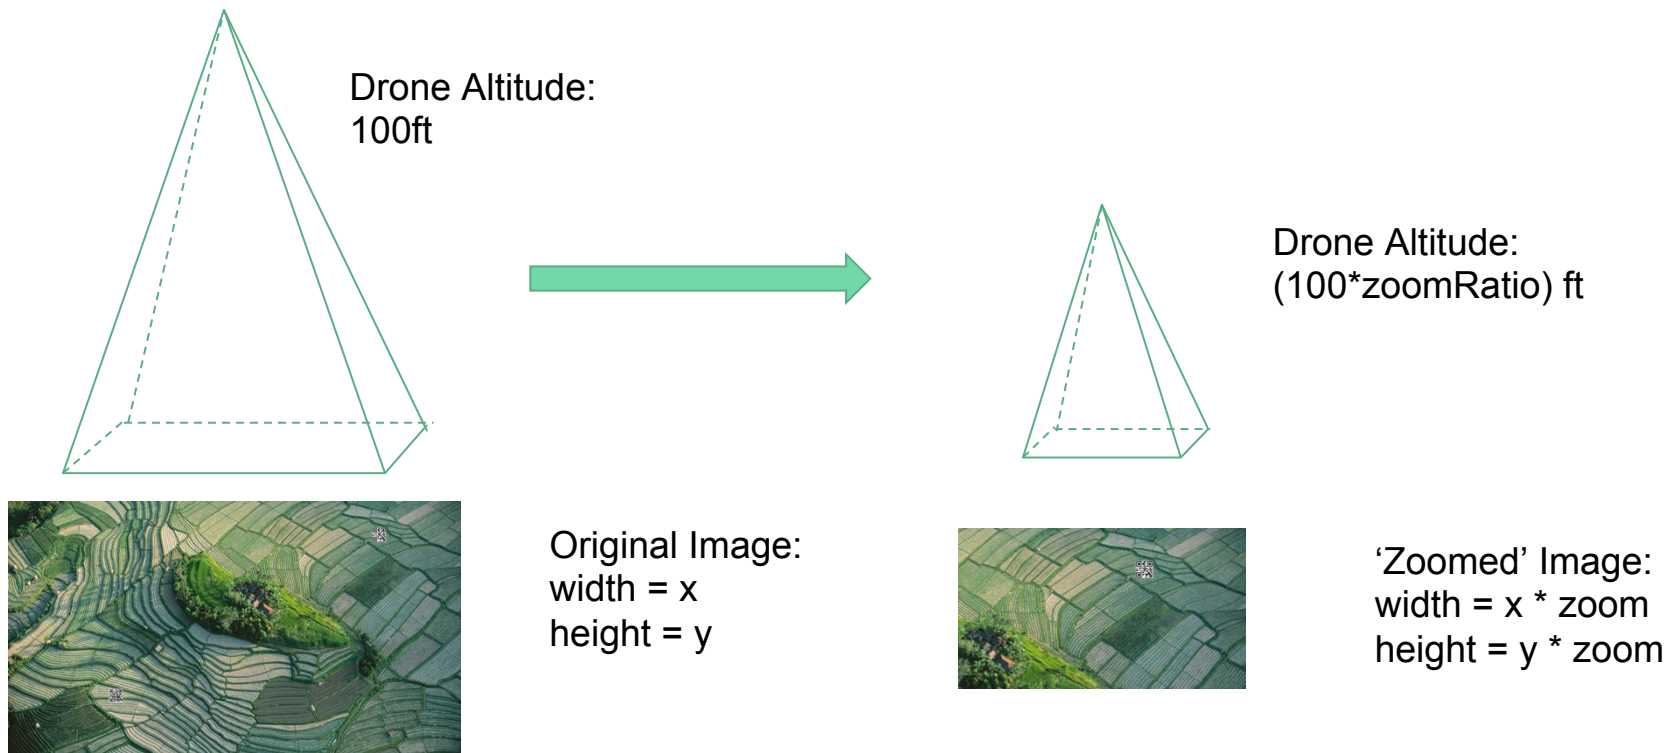 Drone Altitude:
100ft
Drone Altitude:
(100*zoomRatio) ft
Original Image:
width = x
height = y
‘Zoomed’ Image:
width = x * zoom
height = y * zoom